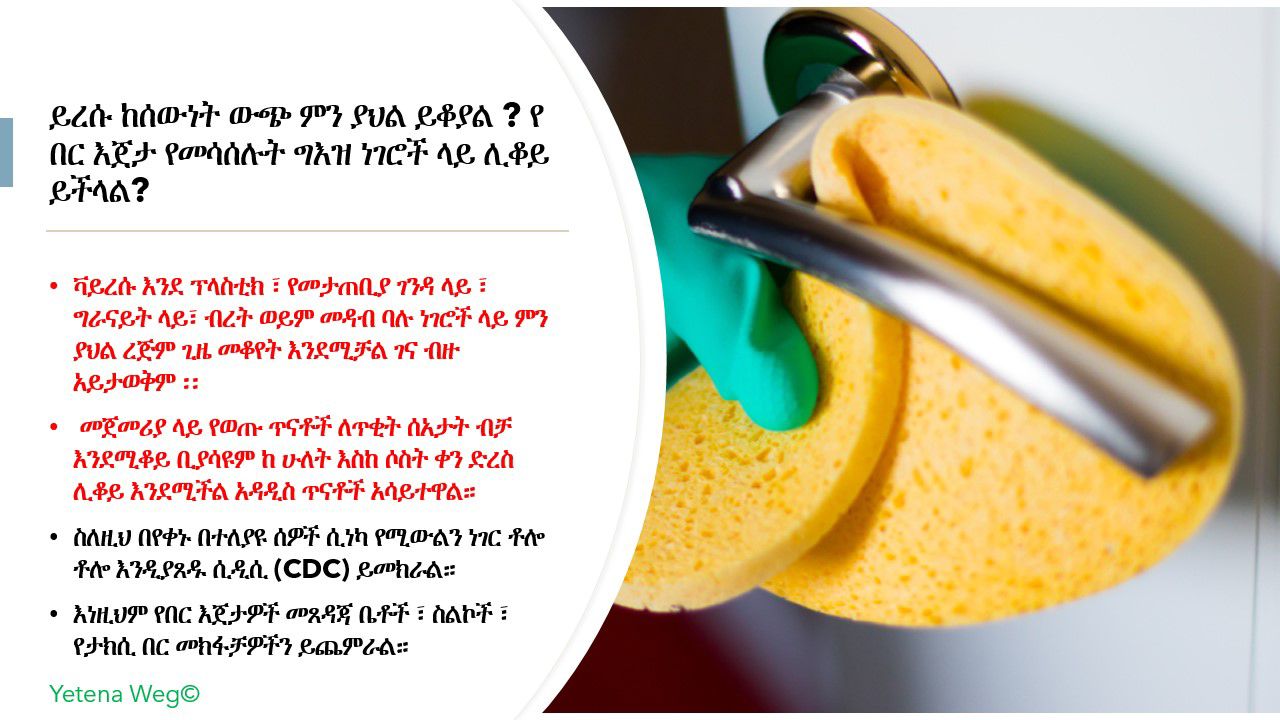 ይረሱ ከሰውነት ውጭ ምን ያህል ይቆያል ? የ
በር እጀታ የመሳሰሉት ግእዝ ነገሮች ላይ ሊቆይ
ይችላል?
• ቫይረሱ እንደ ፕላስቲክ ፣ የመታጠቢያ ገንዳ ላይ ፣
ግራናይት ላይ፣ ብረት ወይም መዳብ ባሉ ነገሮች ላይ ምን
ያህል ረጅም ጊዜ መቆየት እንደሚቻል ገና ብዙ
አይታወቅም ፡፡
• መጀመሪያ ላይ የወጡ ጥናቶች ለጥቂት ሰአታት ብቻ
እንደሚቆይ ቢያሳዩም ከ ሁለት እስከ ሶስት ቀን ድረስ
ሊቆይ እንደሚችል አዳዲስ ጥናቶች አሳይተዋል።
• ስለዚህ በየቀኑ በተለያዩ ሰዎች ሲነካ የሚውልን ነገር ቶሎ
ቶሎ እንዲያጸዱ ሲዲሲ (CDC) ይመክራል።
• እነዚህም የበር እጀታዎች መጸዳጃ ቤቶች ፣ ስልኮች ፣
የታክሲ በር መክፋቻዎችን ይጨምራል።
Yetena Weg©